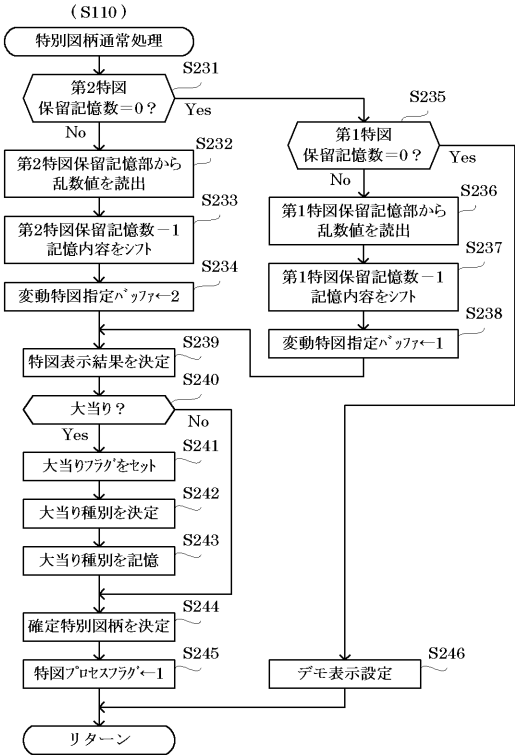 (S110)
特別図柄通常処理
S231
第2特図
保留記憶数=0?
Yes
No
S232
第2特図保留記憶部から
乱数値を読出
S233
第2特図保留記憶数-1
記憶内容をシフト
S234
変動特図指定バッファ←2
S235
第1特図
保留記憶数=0?
Yes
No
S236
第1特図保留記憶部から
乱数値を読出
S237
第1特図保留記憶数-1
記憶内容をシフト
S238
変動特図指定バッファ←1
S239
特図表示結果を決定
S240
大当り?
No
Yes
S241
大当りフラグをセット
S242
大当り種別を決定
S243
大当り種別を記憶
S244
確定特別図柄を決定
S245
特図プロセスフラグ←1
S246
デモ表示設定
リターン